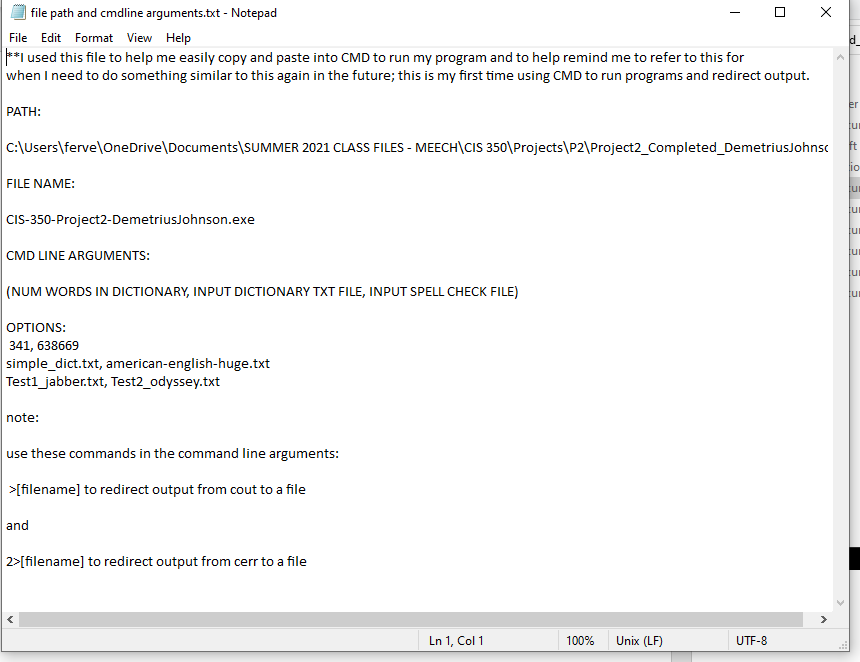 file path and cmdline arguments.txt - Notepad
File Edit Format View Help
**I used this file to help me easily copy and paste into CMD to run my program and to help remind me to refer to this for
when I need to do something similar to this again in the future; this is my first time using CMD to run programs and redirect output.
PATH:
C:\Users\ferve\OneDrive\Documents\SUMMER 2021 CLASS FILES - MEECH\CIS 350\Projects\P2\Project2_Completed_DemetriusJohnso
FILE NAME:
CIS-350-Project2-DemetriusJohnson.exe
CMD LINE ARGUMENTS:
(NUM WORDS IN DICTIONARY, INPUT DICTIONARY TXT FILE, INPUT SPELL CHECK FILE)
OPTIONS:
341, 638669
simple_dict.txt, american-english-huge.txt
Test1_jabber.txt, Test2_odyssey.txt
note:
use these commands in the command line arguments:
>[filename] to redirect output from cout to a file
and
2>[filename] to redirect output from cerr to a file
Ln 1, Col 1 100% Unix (LF) UTF-8